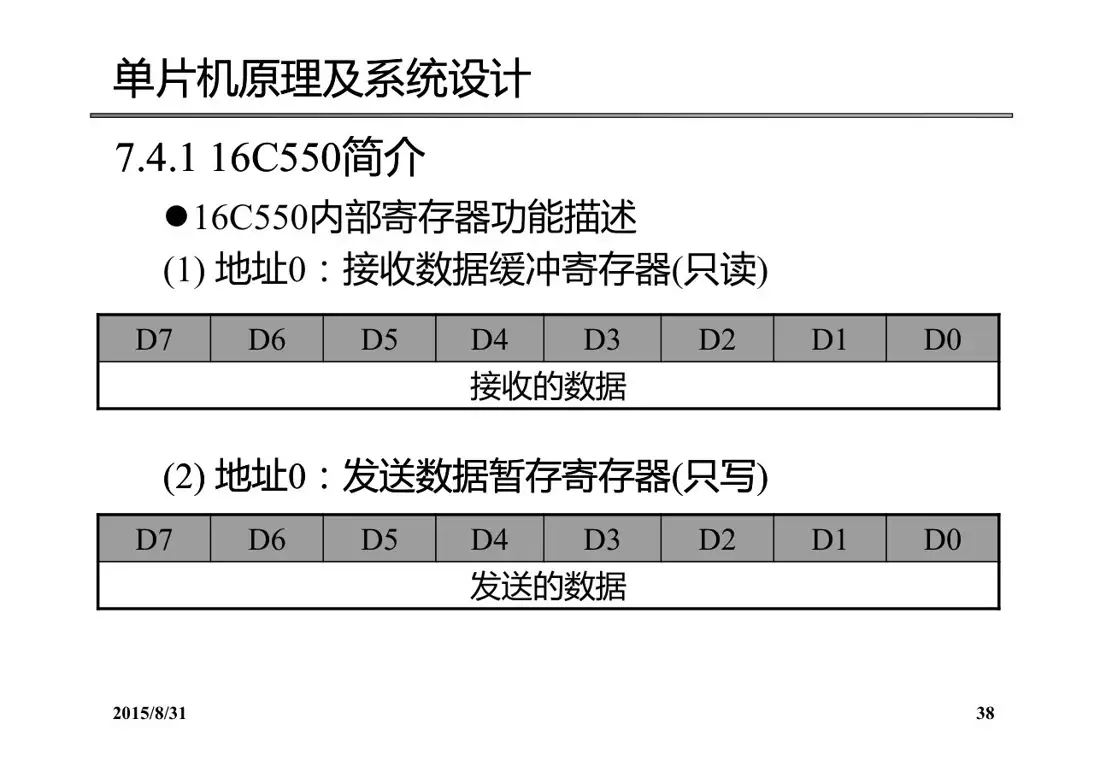 单片机原理及系统设计
7.4.1 16C550简介
●16C550内部寄存器功能描述
(1) 地址0：接收数据缓冲寄存器(只读)
D7 D6 D5 D4 D3 D2 D1 D0
接收的数据
(2) 地址0：发送数据暂存寄存器(只写)
D7 D6 D5 D4 D3 D2 D1 D0
发送的数据
2015/8/31 38